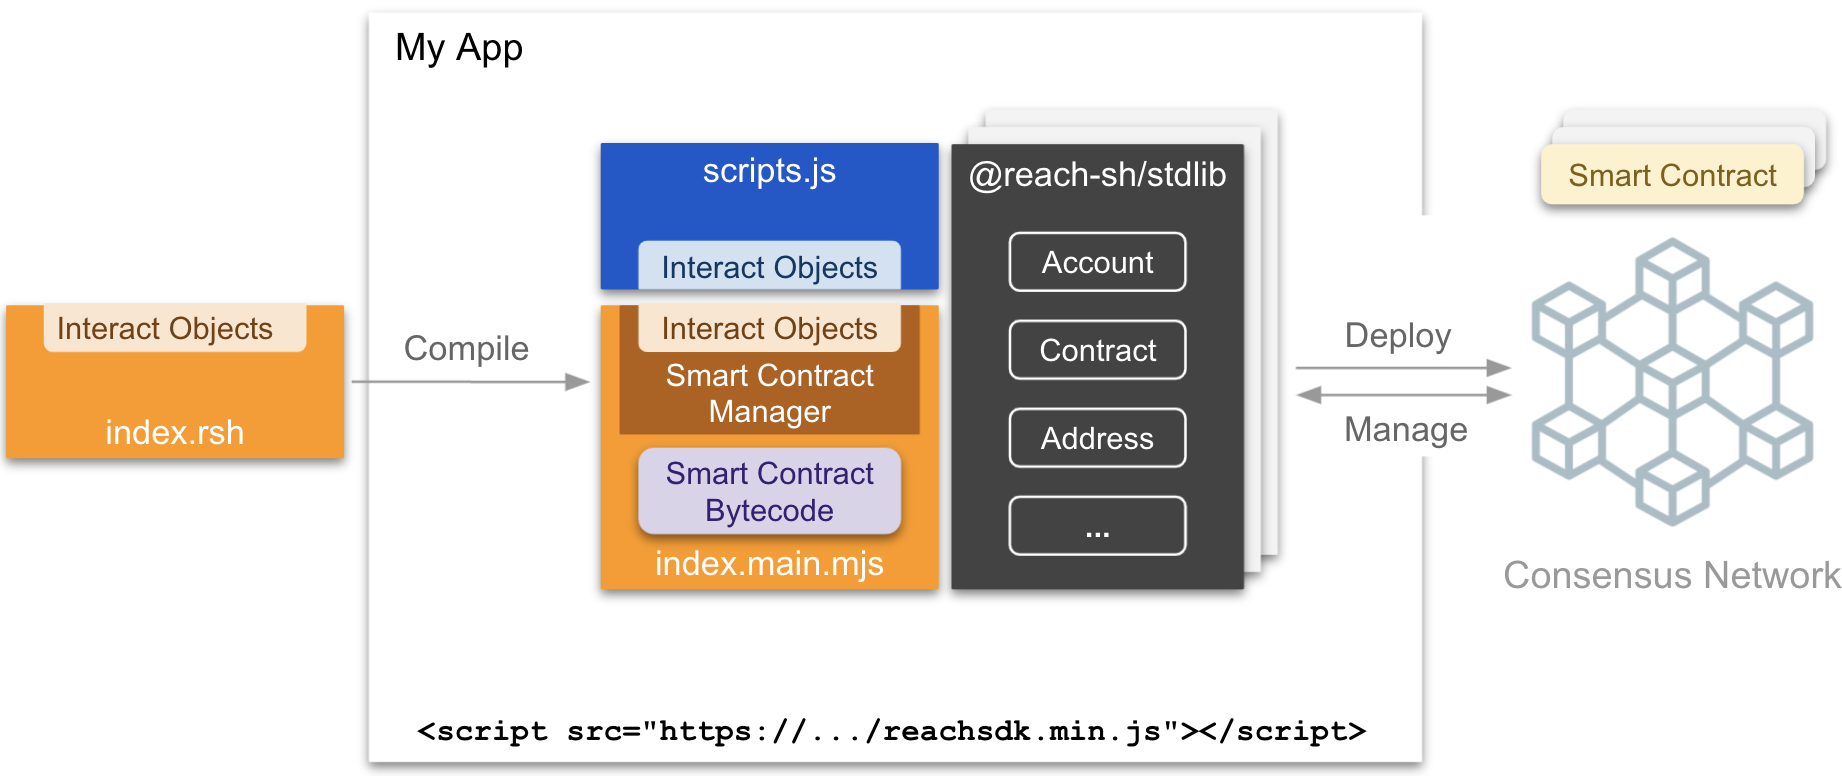 My App
Interact Objects
index.rsh
Compile
scripts.js
Interact Objects
Interact Objects
Smart Contract
Manager
Smart Contract
Bytecode
index.main.mjs
@reach-sh/stdlib
Account
Contract
Address
...
Deploy
Manage
Smart Contract
Consensus Network
<script src="https://.../reachsdk.min.js"></script>